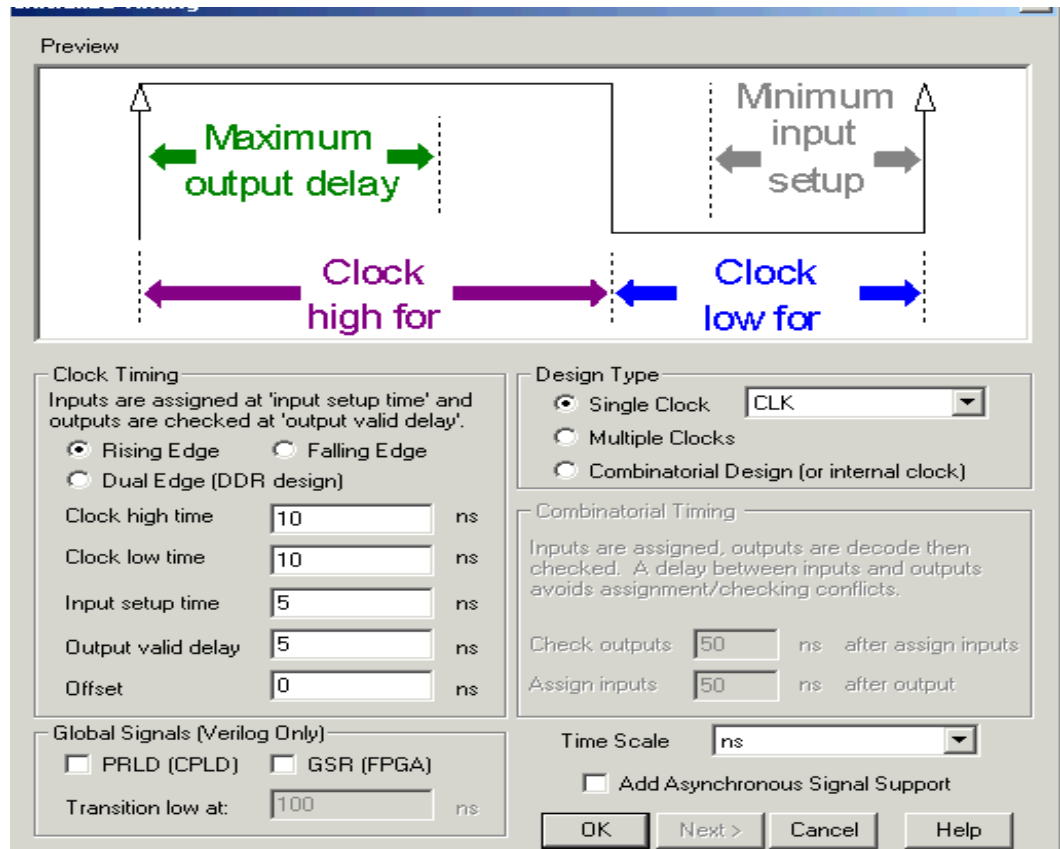 Preview
Maximum
output delay
Minimum
input
setup
Clock
high for
Clock
low for
Clock Timing
Inputs are assigned at 'input setup time' and
outputs are checked at 'output valid delay'.
Rising Edge Falling Edge
Dual Edge (DDR design)
Clock high time 10 ns
Clock low time 10 ns
Input setup time 5 ns
Output valid delay 5 ns
Offset 0 ns
Global Signals (Verilog Only)
PRLD (CPLD) GSR (FPGA)
Transition low at: 100 ns
Design Type
Single Clock CLK
Multiple Clocks
Combinatorial Design (or internal clock)
Combinatorial Timing
Inputs are assigned, outputs are decode then
checked. A delay between inputs and outputs
avoids assignment/checking conflicts.
Check outputs 50 ns after assign inputs
Assign inputs 50 ns after output
Time Scale ns
Add Asynchronous Signal Support
OK Next > Cancel Help